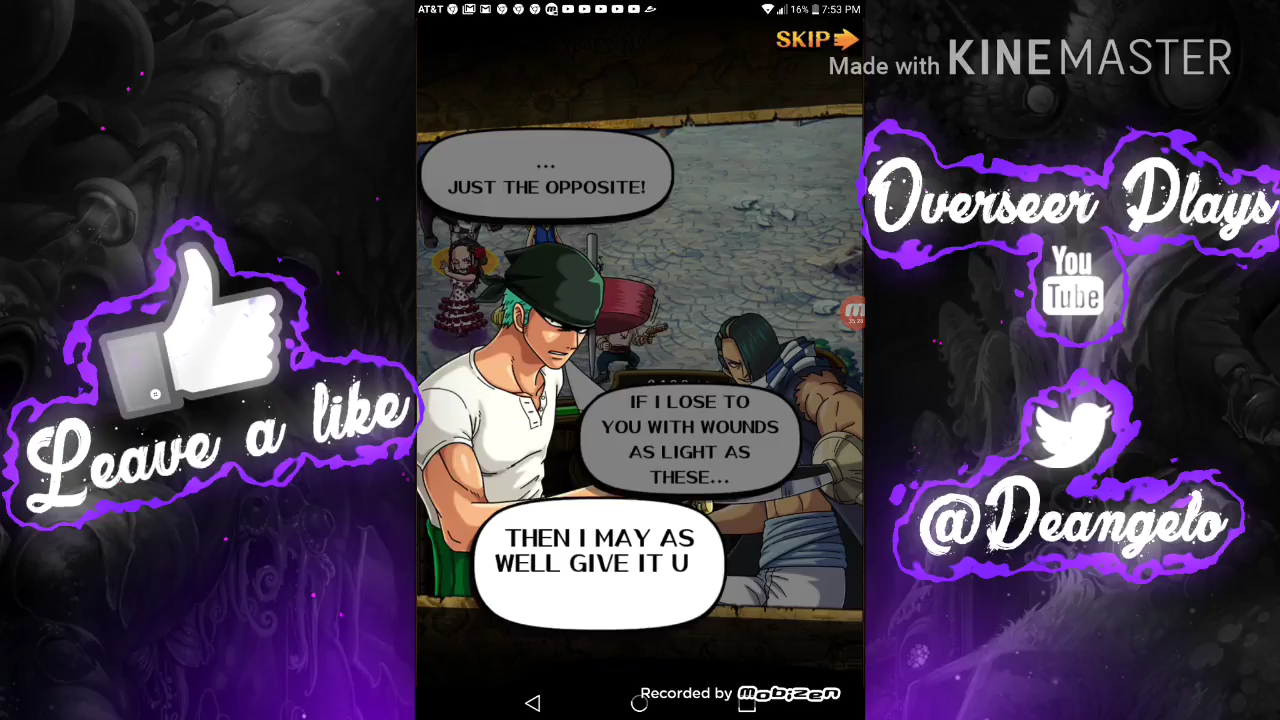 AT&T
16% 7:53 PM
SKIP
Made with KINEMASTER
...
JUST THE OPPOSITE!
IF I LOSE TO
YOU WITH WOUNDS
AS LIGHT AS
THESE...
THEN I MAY AS
WELL GIVE IT U
Leave a like
Overseer Plays
You
Tube
@Deangelo
Recorded by mobizen